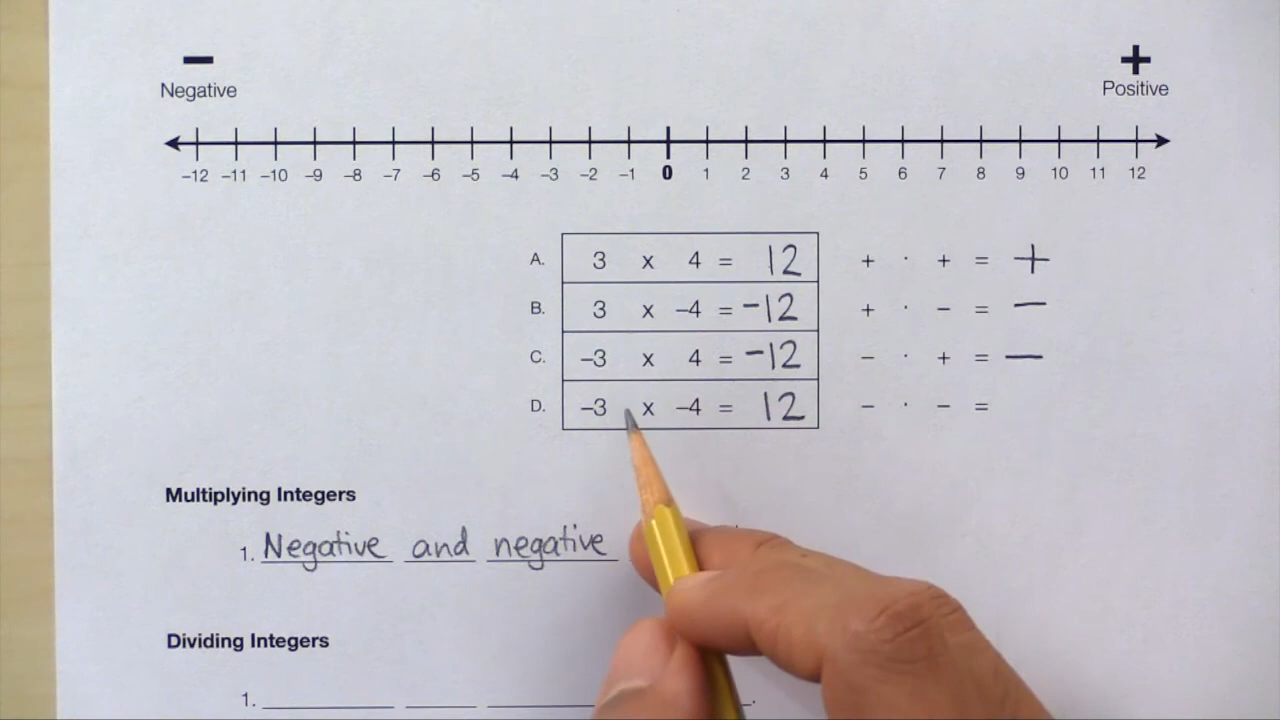 − +
Negative Positive
−12 −11 −10 −9 −8 −7 −6 −5 −4 −3 −2 −1 0 1 2 3 4 5 6 7 8 9 10 11 12
A. 3 x 4 = 12 + · + = +
B. 3 x −4 = −12 + · − = −
C. −3 x 4 = −12 − · + = −
D. −3 x −4 = 12 − · − =
Multiplying Integers
1. Negative and negative
Dividing Integers
1.